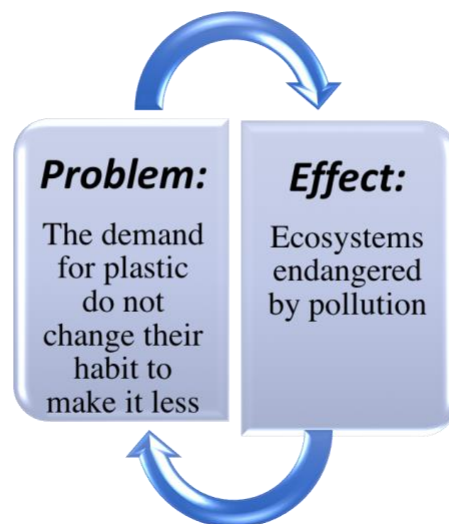 Problem:
The demand
for plastic
do not
change their
habit to
make it less
Effect:
Ecosystems
endangered
by pollution